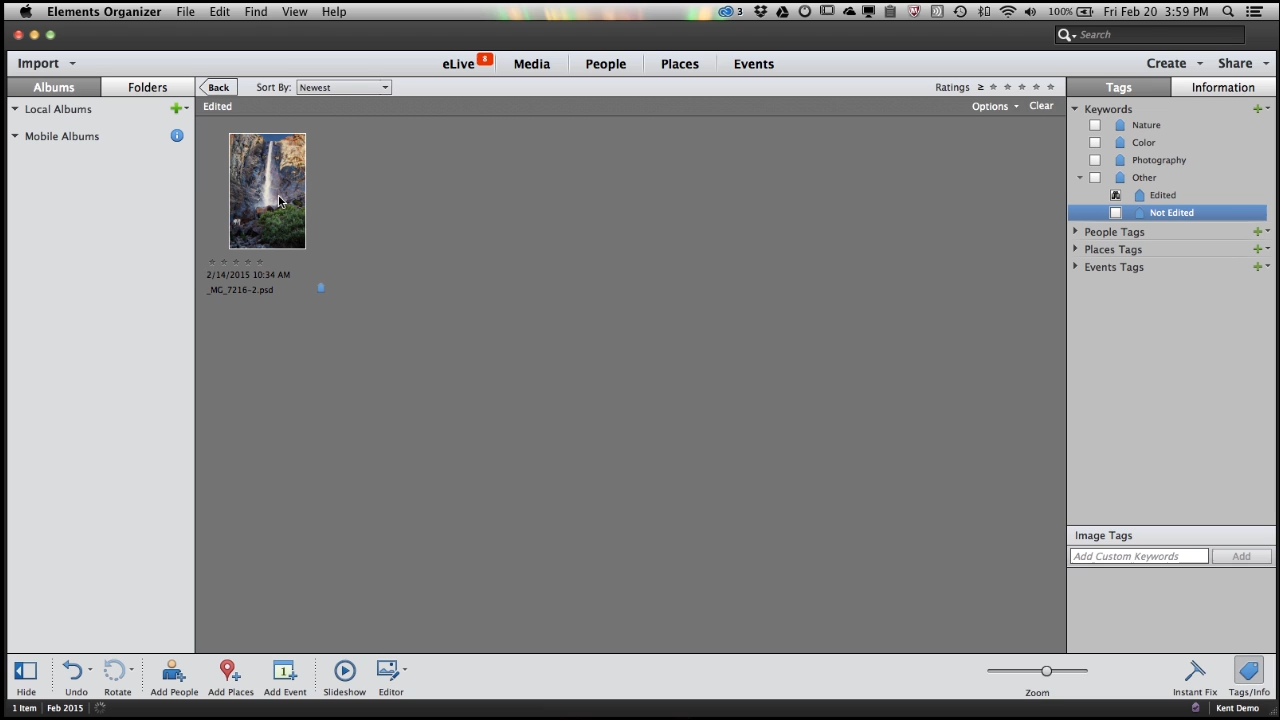 Elements Organizer File Edit Find View Help 3 100% Fri Feb 20 3:59 PM
Search
Import eLive 8 Media People Places Events Create Share
Albums Folders Back Sort By: Newest Ratings ≥ Tags Information
Local Albums Edited Options Clear Keywords
Mobile Albums Nature
Color
Photography
Other
Edited
Not Edited
People Tags
Places Tags
Events Tags
2/14/2015 10:34 AM
_MG_7216-2.psd
Image Tags
Add Custom Keywords Add
Hide Undo Rotate Add People Add Places 1 Add Event Slideshow Editor Zoom Instant Fix Tags/Info
1 Item Feb 2015 Kent Demo